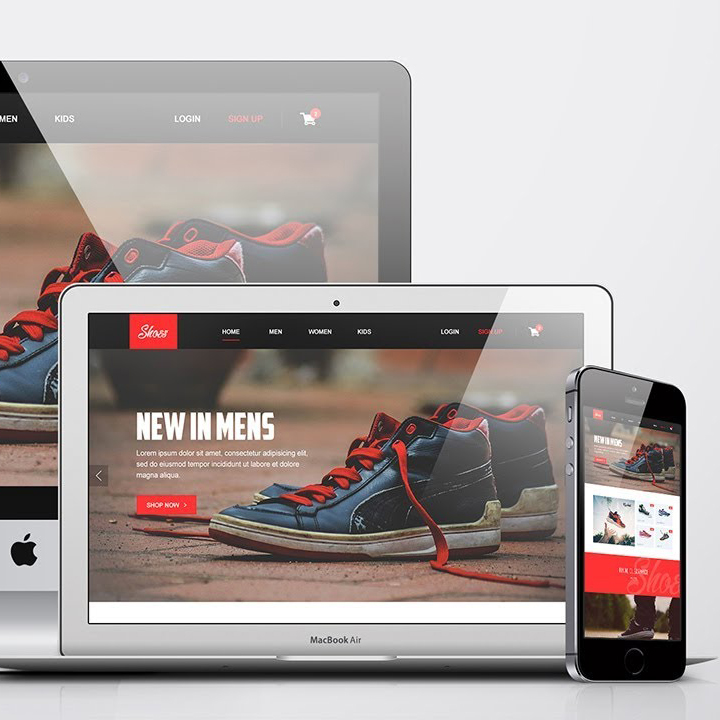 MEN
KIDS
LOGIN
SIGN UP
Shoes
HOME
MEN
WOMEN
KIDS
LOGIN
SIGN UP
NEW IN MENS
Lorem ipsum dolor sit amet, consectetur adipisicing elit,
sed do eiusmod tempor incididunt ut labore et dolore
magna aliqua.
SHOP NOW >
MacBook Air
NEW IN MENS
Shoes